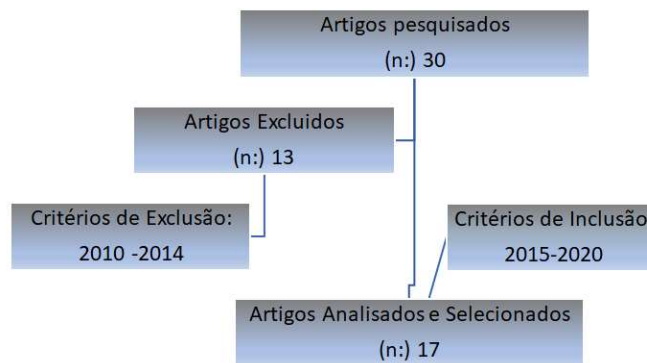 Artigos pesquisados
(n:) 30
Artigos Excluidos
(n:) 13
Critérios de Exclusão:
2010 -2014
Critérios de Inclusão
2015-2020
Artigos Analisados e Selecionados
(n:) 17